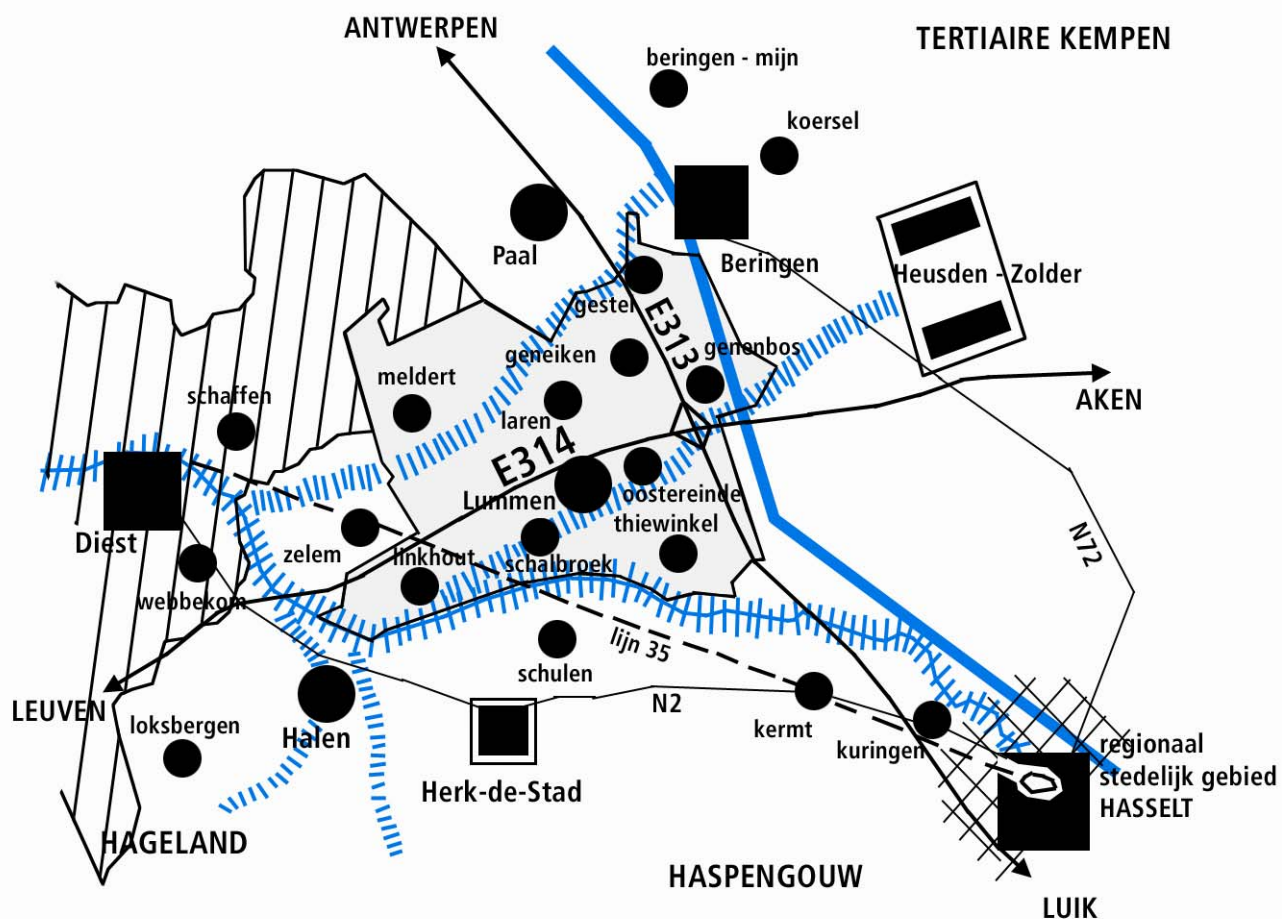 ANTWERPEN
TERTIAIRE KEMPEN
beringen - mijn
koersel
Paal
Beringen
Heusden - Zolder
gestel
E313
geneiken
genenbos
meldert
schaffen
laren
AKEN
E314
Lummen
oostereinde
thiewinkel
Diest
zelem
linkhout
schalbroek
N72
webbekom
lijn 35
schulen
LEUVEN
N2
loksbergen
Halen
kermt
kuringen
regionaal
stedelijk gebied
HASSELT
Herk-de-Stad
HAGELAND
HASPENGOUW
LUIK